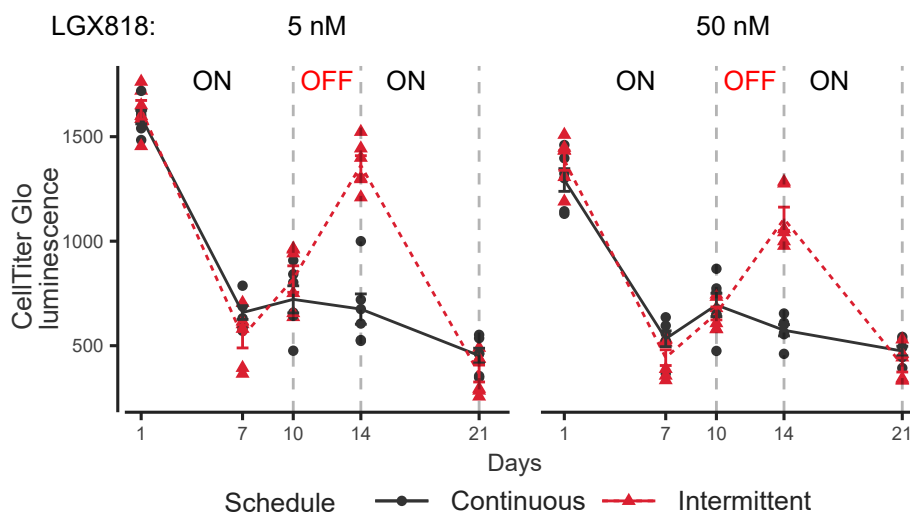 LGX818: 5 nM 50 nM
ON OFF ON ON OFF ON
1500
1000
500
CellTiter Glo
luminescence
1 7 10 14 21 1 7 10 14 21
Days
Schedule Continuous Intermittent